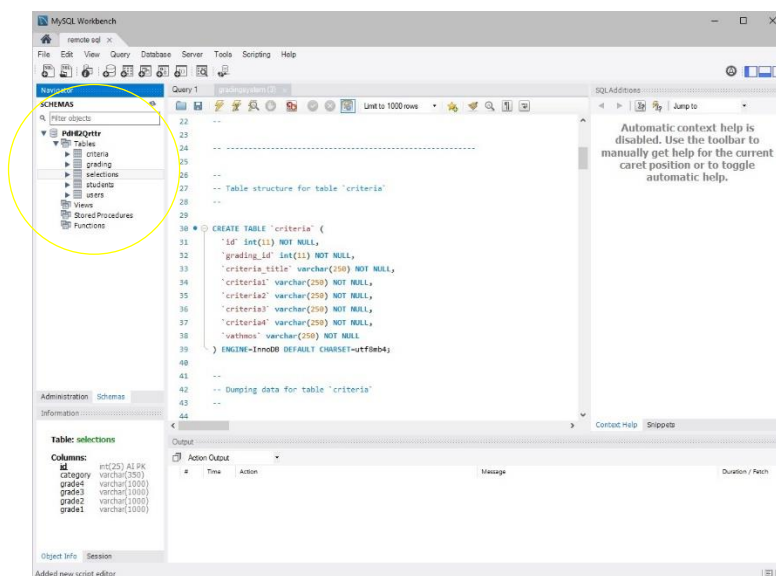 MySQL Workbench
remote sql ×
File Edit View Query Database Server Tools Scripting Help
Navigator
SCHEMAS
Filter objects
PdHl2Qrttr
Tables
criteria
grading
selections
students
users
Views
Stored Procedures
Functions
Administration Schemas
Information
Table: selections
Columns:
id int(25) AI PK
category varchar(350)
grade4 varchar(1000)
grade3 varchar(1000)
grade2 varchar(1000)
grade1 varchar(1000)
Object Info Session
Added new script editor
Query 1 gradingsystem (2) ×
Limit to 1000 rows
22 --
23
24 -- --------------------------------------------------------
25
26 --
27 -- Table structure for table `criteria`
28 --
29
30 CREATE TABLE `criteria` (
31 `id` int(11) NOT NULL,
32 `grading_id` int(11) NOT NULL,
33 `criteria_title` varchar(250) NOT NULL,
34 `criteria1` varchar(250) NOT NULL,
35 `criteria2` varchar(250) NOT NULL,
36 `criteria3` varchar(250) NOT NULL,
37 `criteria4` varchar(250) NOT NULL,
38 `vathmos` varchar(250) NOT NULL
39 ) ENGINE=InnoDB DEFAULT CHARSET=utf8mb4;
40
41 --
42 -- Dumping data for table `criteria`
43 --
44
Output
Action Output
# Time Action Message Duration / Fetch
SQLAdditions
Jump to
Automatic context help is
disabled. Use the toolbar to
manually get help for the current
caret position or to toggle
automatic help.
Context Help Snippets